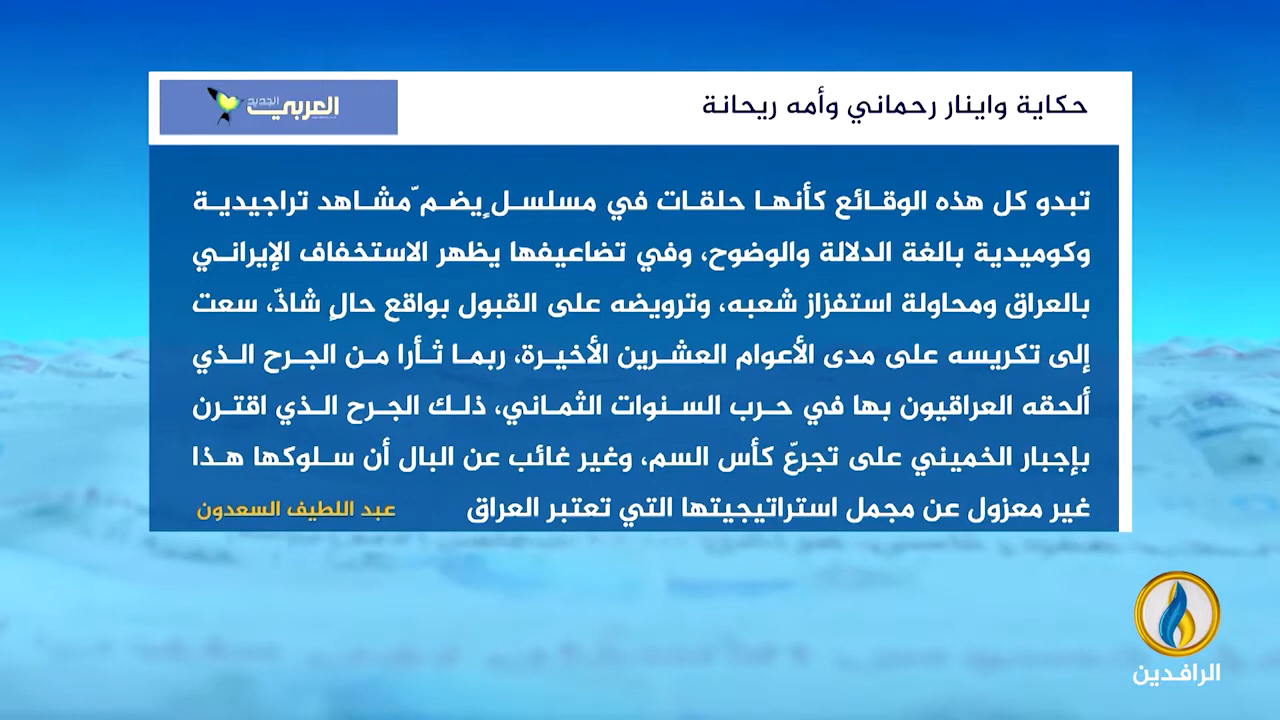 حكاية واينار رحماني وأمه ريحانة
العربي الجديد
تبدو كل هذه الوقائع كأنها حلقات في مسلسلٍ يضمّ مشاهد تراجيدية
وكوميدية بالغة الدلالة والوضوح، وفي تضاعيفها يظهر الاستخفاف الإيراني
بالعراق ومحاولة استفزاز شعبه، وترويضه على القبول بواقع حالٍ شاذّ، سعت
إلى تكريسه على مدى الأعوام العشرين الأخيرة، ربما ثأرا من الجرح الذي
ألحقه العراقيون بها في حرب السنوات الثماني، ذلك الجرح الذي اقترن
بإجبار الخميني على تجرعّ كأس السم، وغير غائب عن البال أن سلوكها هذا
غير معزول عن مجمل استراتيجيتها التي تعتبر العراق
عبد اللطيف السعدون
الرافدين